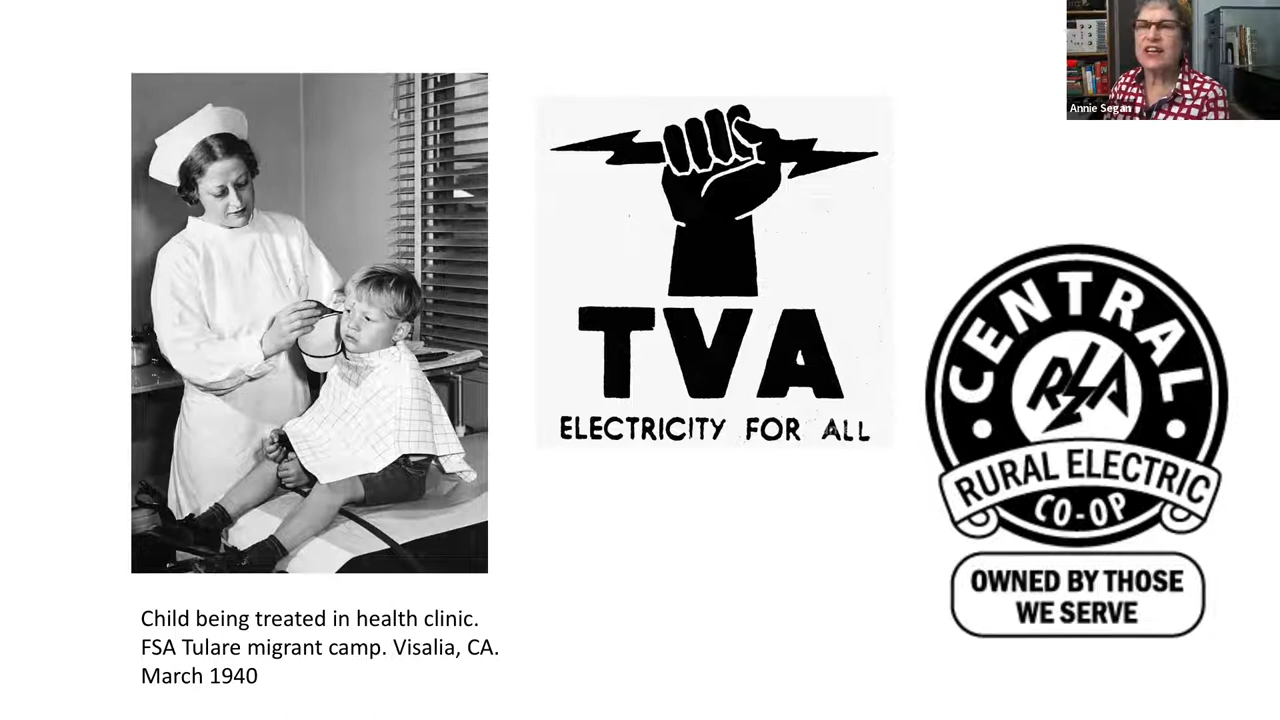 Annie Segan
TVA
ELECTRICITY FOR ALL
CENTRAL
REA
RURAL ELECTRIC
CO-OP
OWNED BY THOSE
WE SERVE
Child being treated in health clinic.
FSA Tulare migrant camp. Visalia, CA.
March 1940